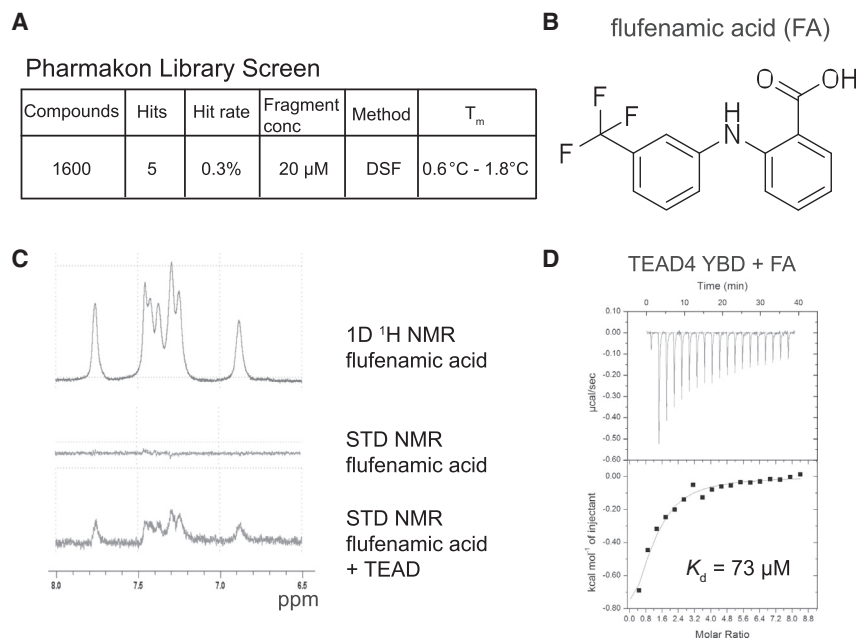 A
Pharmakon Library Screen
Compounds Hits Hit rate Fragment conc Method Tm
1600 5 0.3% 20 µM DSF 0.6°C - 1.8°C
B
flufenamic acid (FA)
O
OH
F
F
F
H
N
C
1D ¹H NMR
flufenamic acid
STD NMR
flufenamic acid
STD NMR
flufenamic acid
+ TEAD
8.0 7.5 7.0 6.5
ppm
D
TEAD4 YBD + FA
Time (min)
0 10 20 30 40
0.10
0.00
-0.10
-0.20
-0.30
-0.40
-0.50
-0.60
µcal/sec
0.00
-0.20
-0.40
-0.60
-0.80
kcal mol⁻¹ of injectant
Kd = 73 µM
0.0 0.8 1.6 2.4 3.2 4.0 4.8 5.6 6.4 7.2 8.0 8.8
Molar Ratio